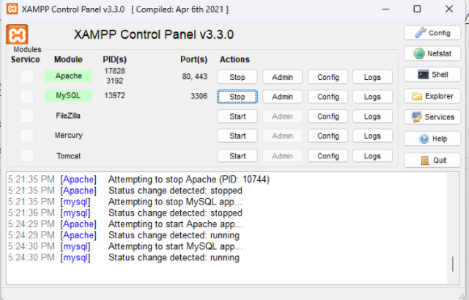 XAMPP Control Panel v3.3.0 [ Compiled: Apr 6th 2021 ]
XAMPP Control Panel v3.3.0
Config
Modules
Service Module PID(s) Port(s) Actions
Netstat
Apache 17828 3192 80, 443 Stop Admin Config Logs
Shell
MySQL 13972 3306 Stop Admin Config Logs
Explorer
FileZilla Start Admin Config Logs
Services
Mercury Start Admin Config Logs
Help
Tomcat Start Admin Config Logs
Quit
5:21:35 PM [Apache] Attempting to stop Apache (PID: 10744)
5:21:35 PM [Apache] Status change detected: stopped
5:21:35 PM [mysql] Attempting to stop MySQL app...
5:21:36 PM [mysql] Status change detected: stopped
5:24:29 PM [Apache] Attempting to start Apache app...
5:24:29 PM [Apache] Status change detected: running
5:24:30 PM [mysql] Attempting to start MySQL app...
5:24:30 PM [mysql] Status change detected: running